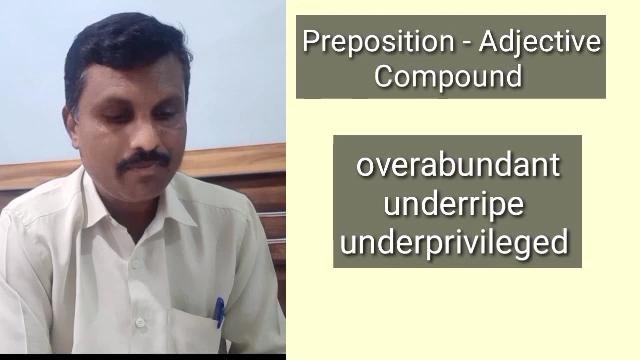 Preposition - Adjective
Compound
overabundant
underripe
underprivileged